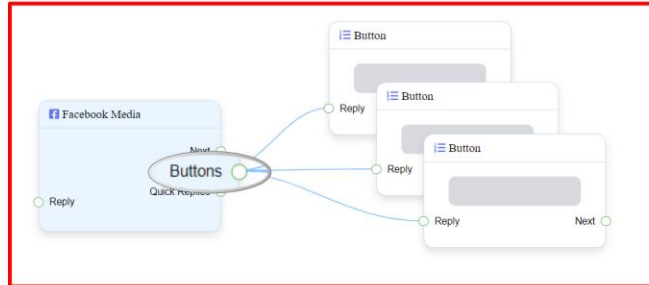 Button
Reply
Button
Reply
Button
Reply
Next
Facebook Media
Next
Buttons
Quick Replies
Reply